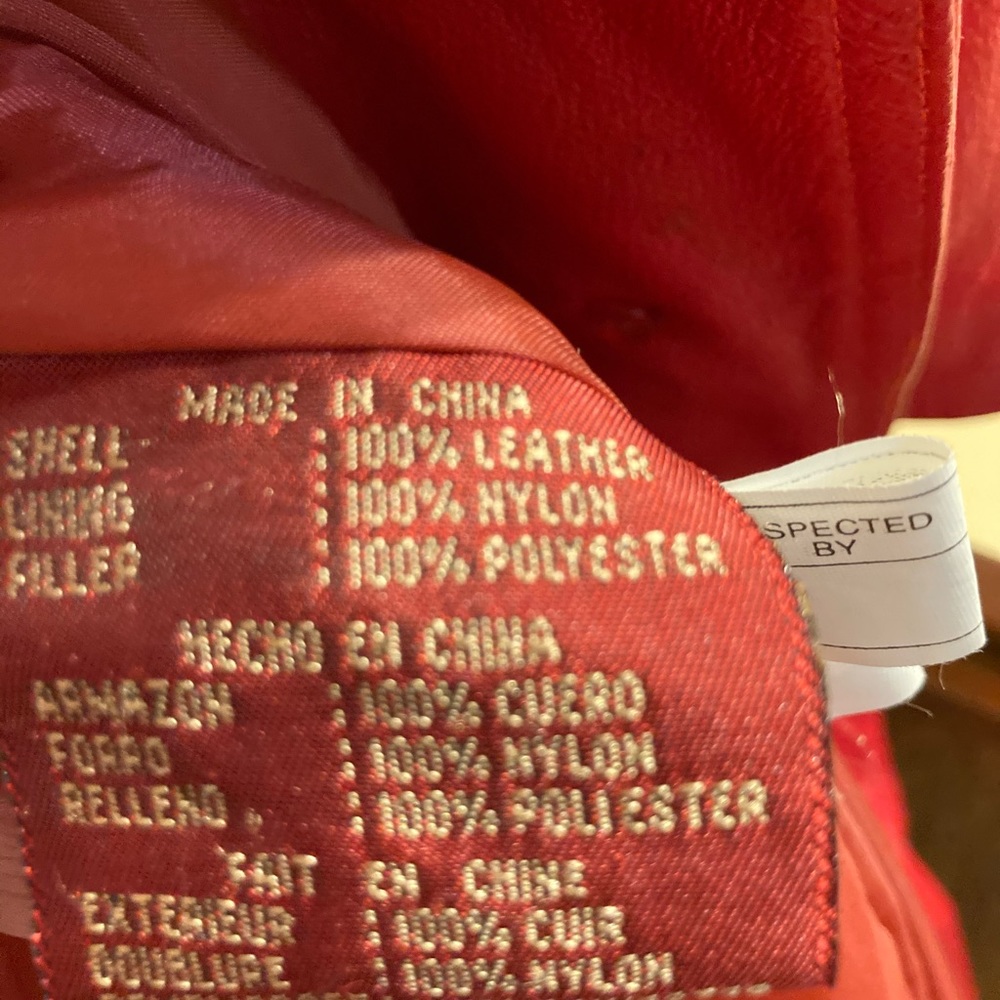 MADE IN CHINA
SHELL : 100% LEATHER
LINING : 100% NYLON
FILLER : 100% POLYESTER
HECHO EN CHINA
ARMAZON : 100% CUERO
FORRO : 100% NYLON
RELLENO : 100% POLIESTER
FAIT EN CHINE
EXTERIEUR : 100% CUIR
DOUBLURE : 100% NYLON
SPECTED
BY